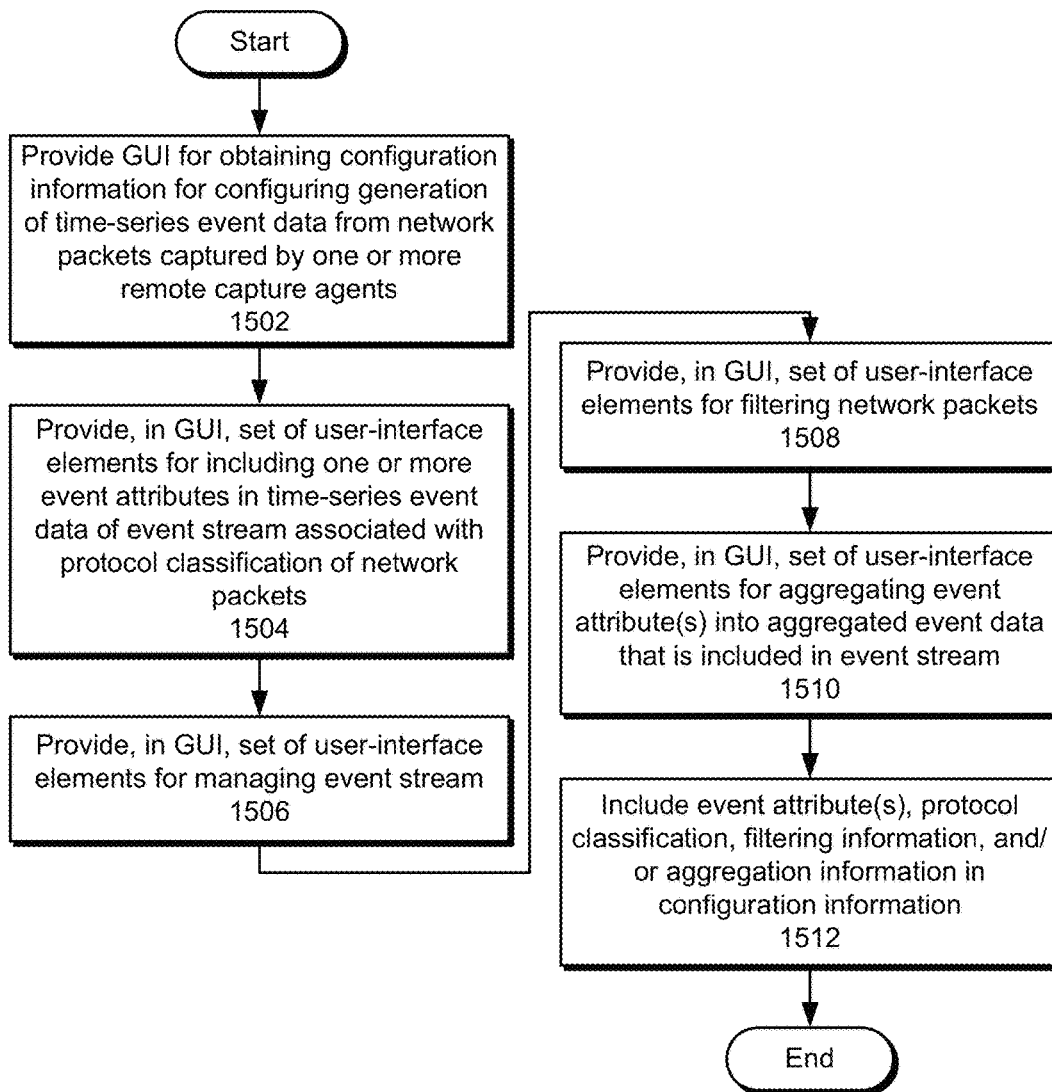 Start
Provide GUI for obtaining configuration
information for configuring generation
of time-series event data from network
packets captured by one or more
remote capture agents
1502
Provide, in GUI, set of user-interface
elements for including one or more
event attributes in time-series event
data of event stream associated with
protocol classification of network
packets
1504
Provide, in GUI, set of user-interface
elements for managing event stream
1506
Provide, in GUI, set of user-interface
elements for filtering network packets
1508
Provide, in GUI, set of user-interface
elements for aggregating event
attribute(s) into aggregated event data
that is included in event stream
1510
Include event attribute(s), protocol
classification, filtering information, and/
or aggregation information in
configuration information
1512
End